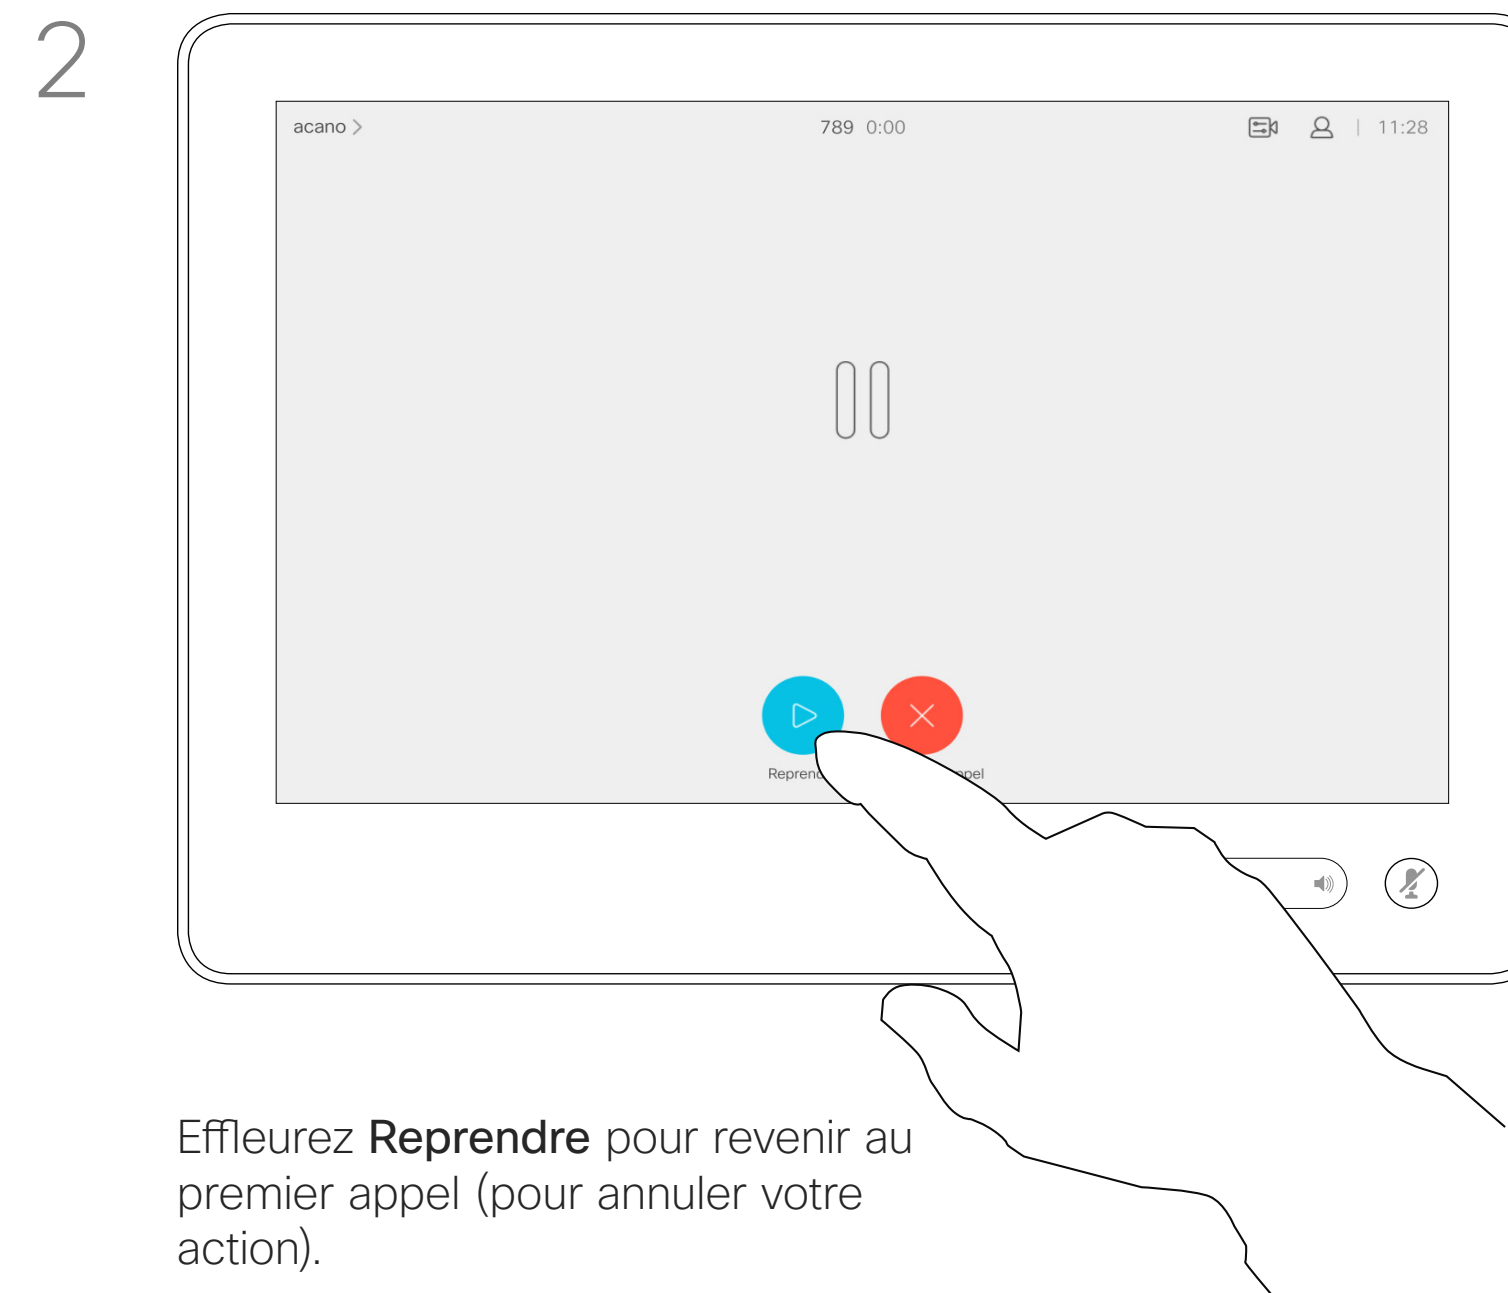 2
acano
789 0:00
11:28
Effleurez Reprendre pour revenir au
premier appel (pour annuler votre
action).